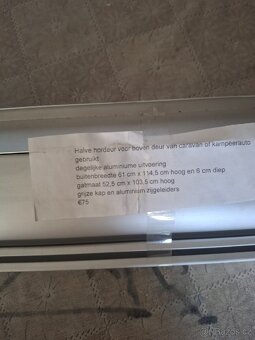 Halve hordeur voor boven deur van caravan of kampeerauto
gebruikt
degelijke aluminiume uitvoering
buitenbreedte 61 cm x 114,5 cm hoog en 6 cm diep
gatmaat 52,5 cm x 103,5 cm hoog
grijze kap en aluminium zijgeleiders
€75